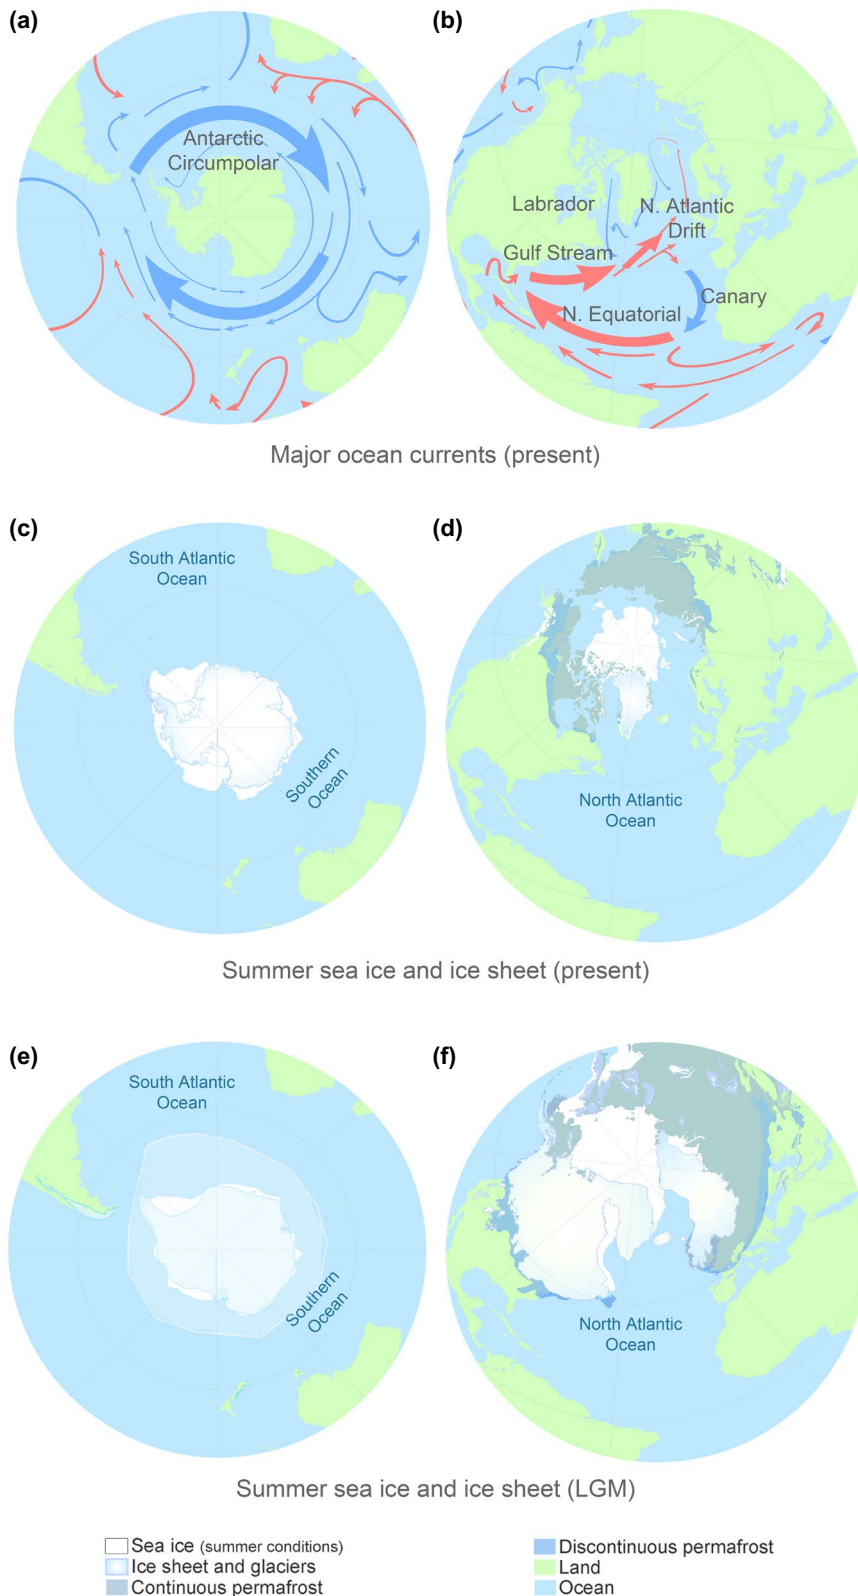 (a)
(b)
Antarctic
Circumpolar
Labrador
N. Atlantic
Drift
Gulf Stream
Canary
N. Equatorial
Major ocean currents (present)
(c)
(d)
South Atlantic
Ocean
Southern
Ocean
North Atlantic
Ocean
Summer sea ice and ice sheet (present)
(e)
(f)
South Atlantic
Ocean
Southern
Ocean
North Atlantic
Ocean
Summer sea ice and ice sheet (LGM)
Sea ice (summer conditions)
Ice sheet and glaciers
Continuous permafrost
Discontinuous permafrost
Land
Ocean